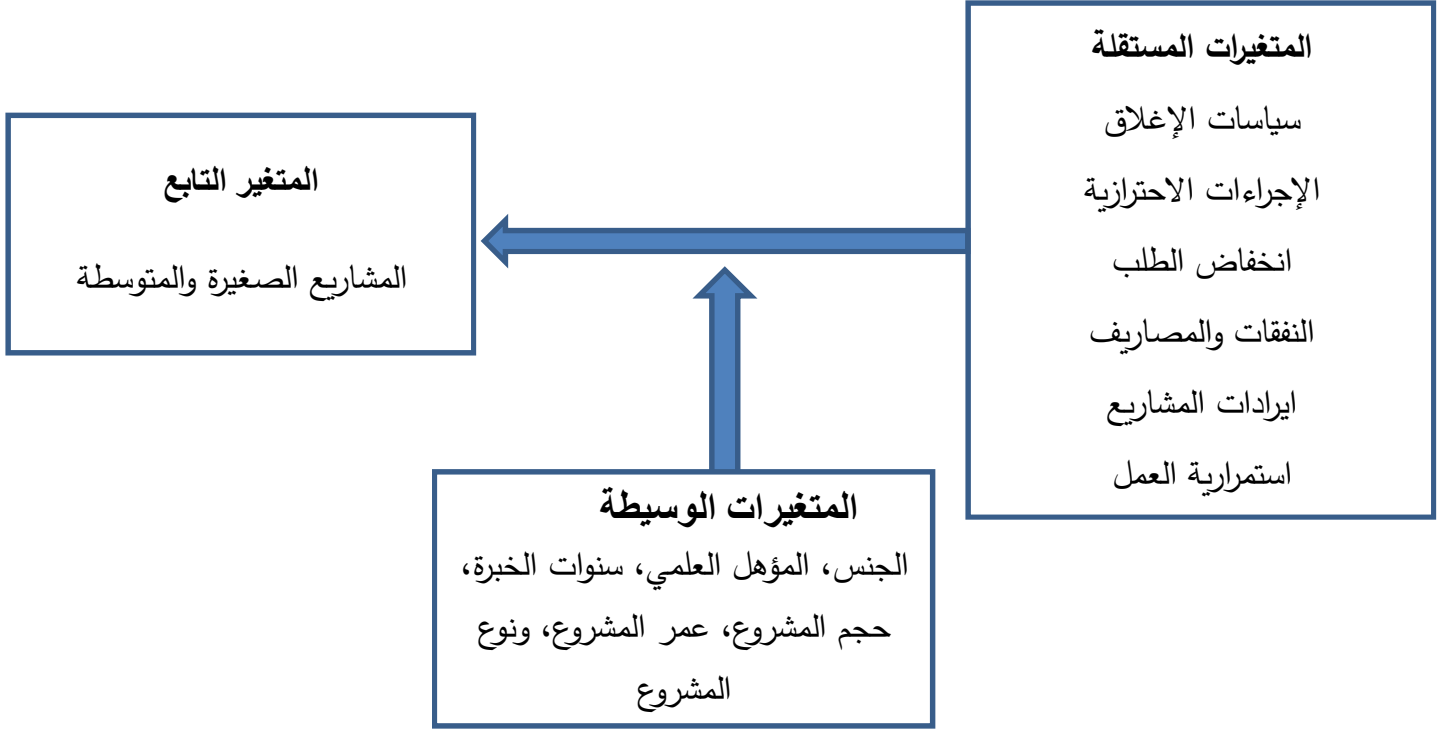 المتغيرات المستقلة
سياسات الإغلاق
الإجراءات الاحترازية
انخفاض الطلب
النفقات والمصاريف
ايرادات المشاريع
استمرارية العمل
المتغير التابع
المشاريع الصغيرة والمتوسطة
المتغيرات الوسيطة
الجنس، المؤهل العلمي، سنوات الخبرة،
حجم المشروع، عمر المشروع، ونوع
المشروع